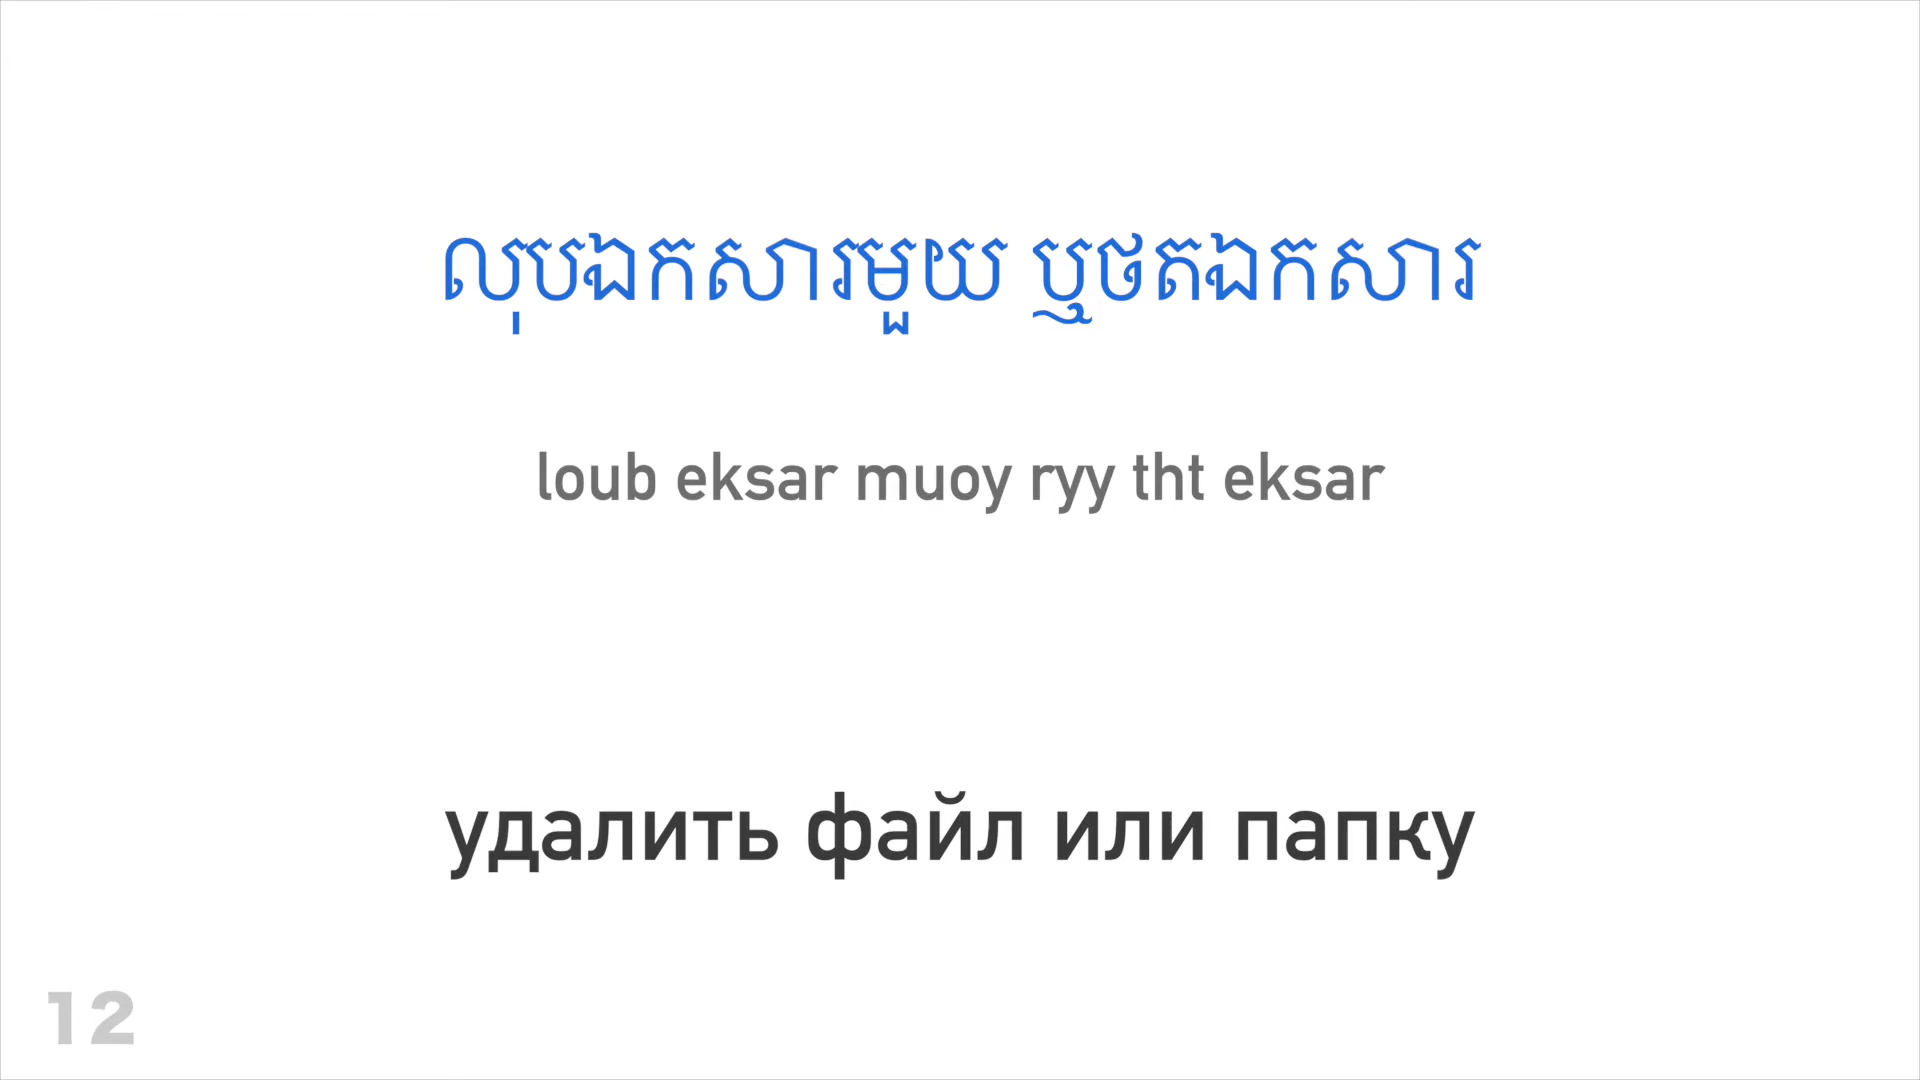 លុបឯកសារមួយ ឬថតឯកសារ
loub eksar muoy ryy tht eksar
удалить файл или папку
12